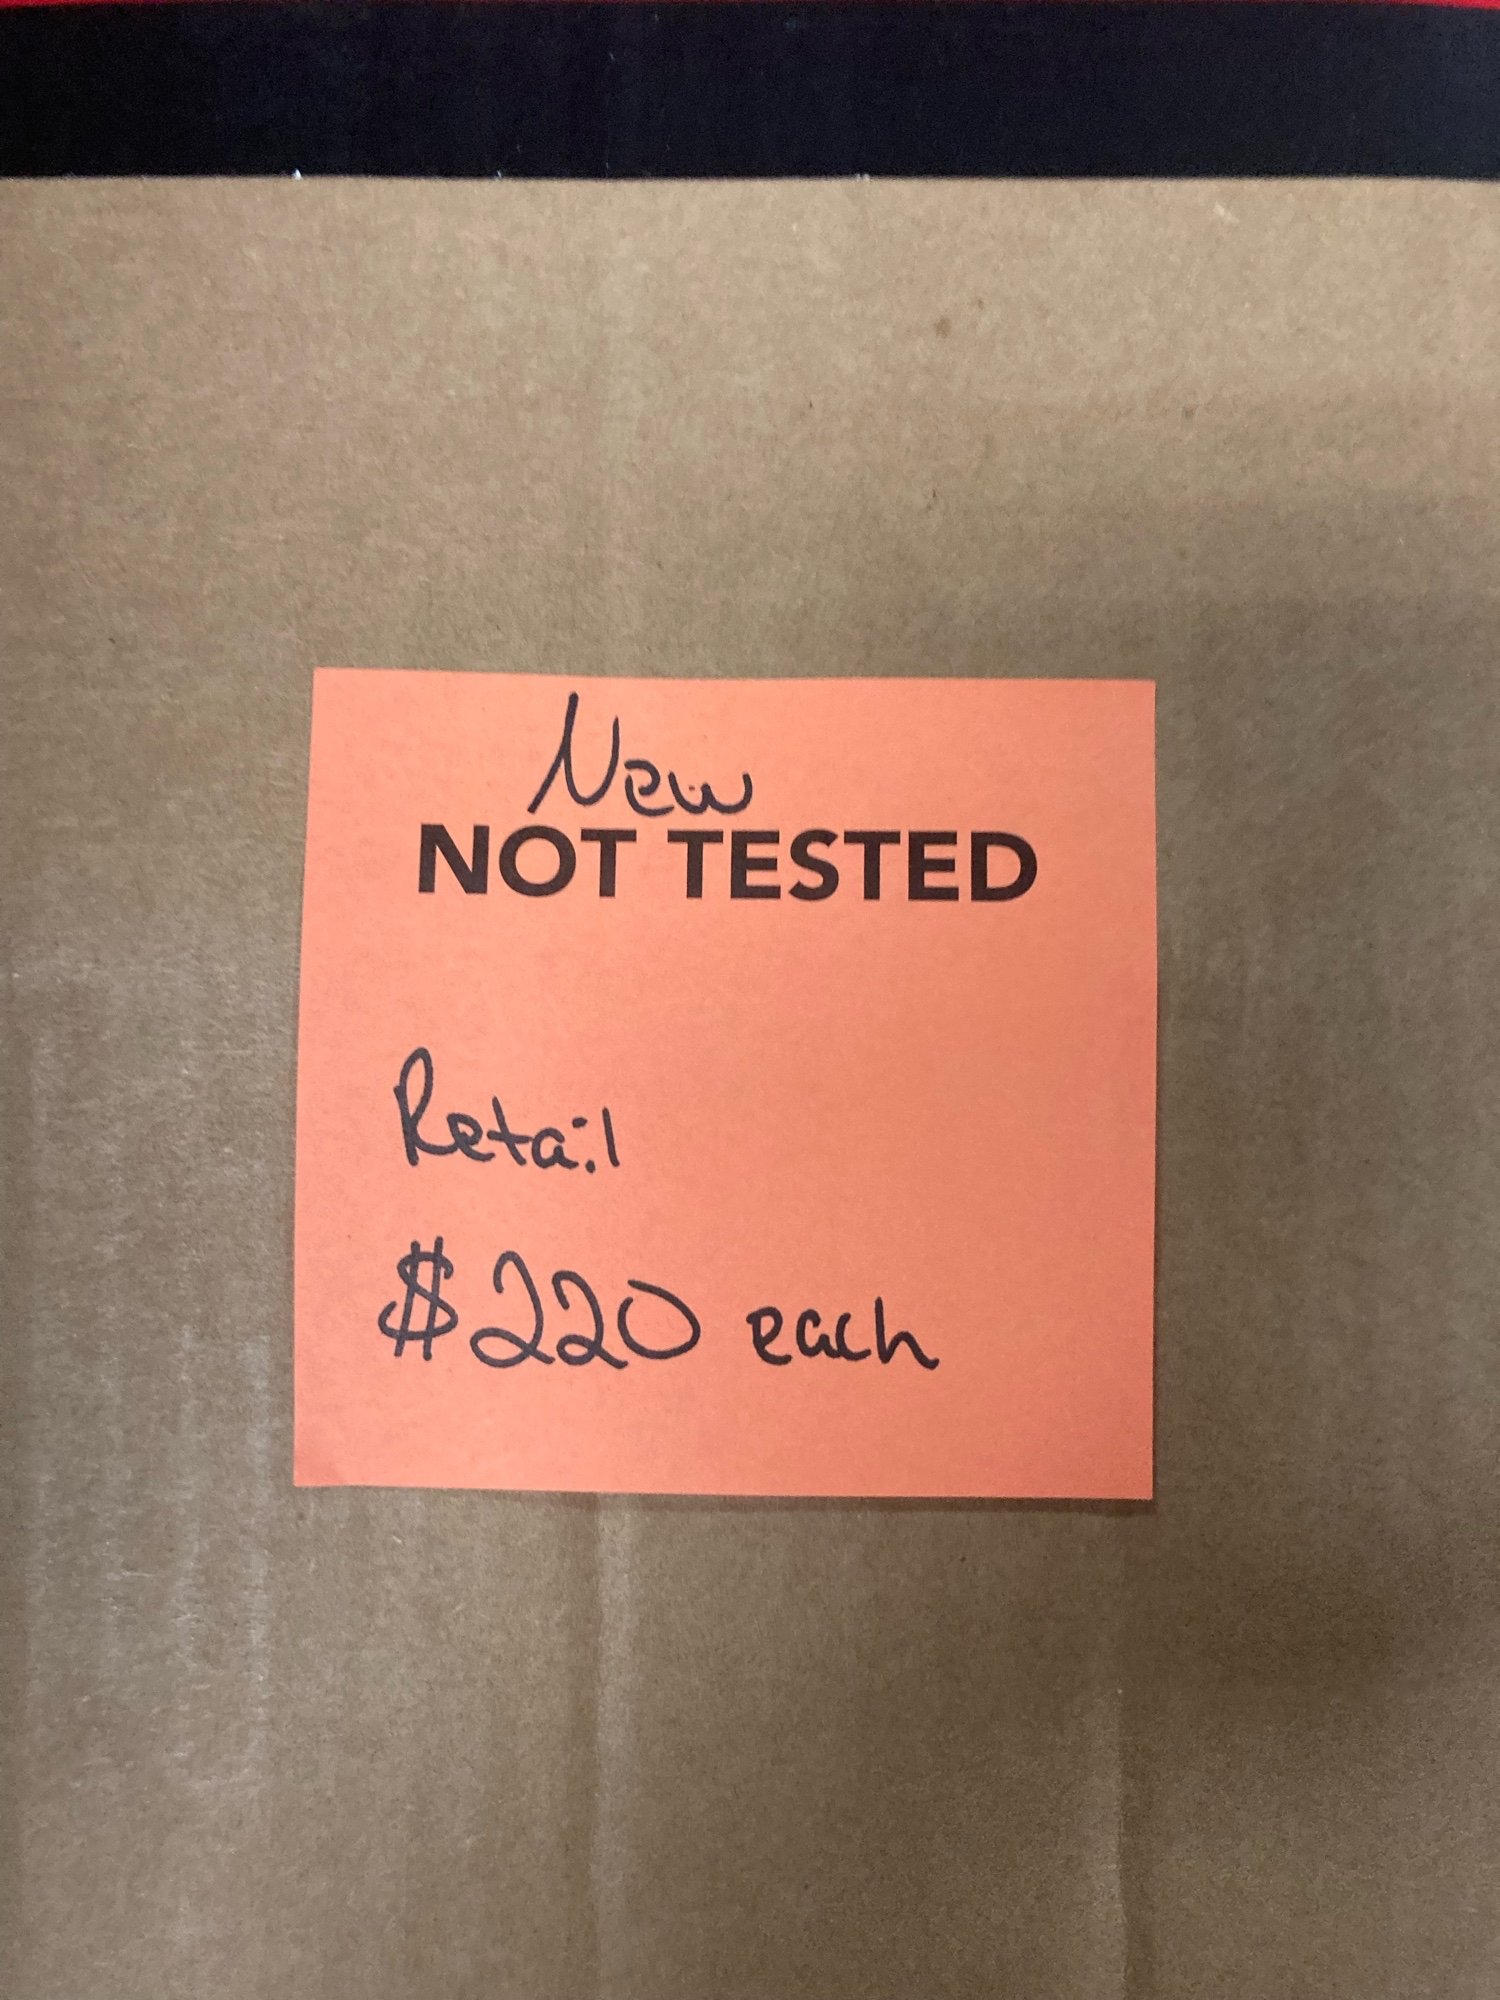 New
NOT TESTED
Retail
$220 each